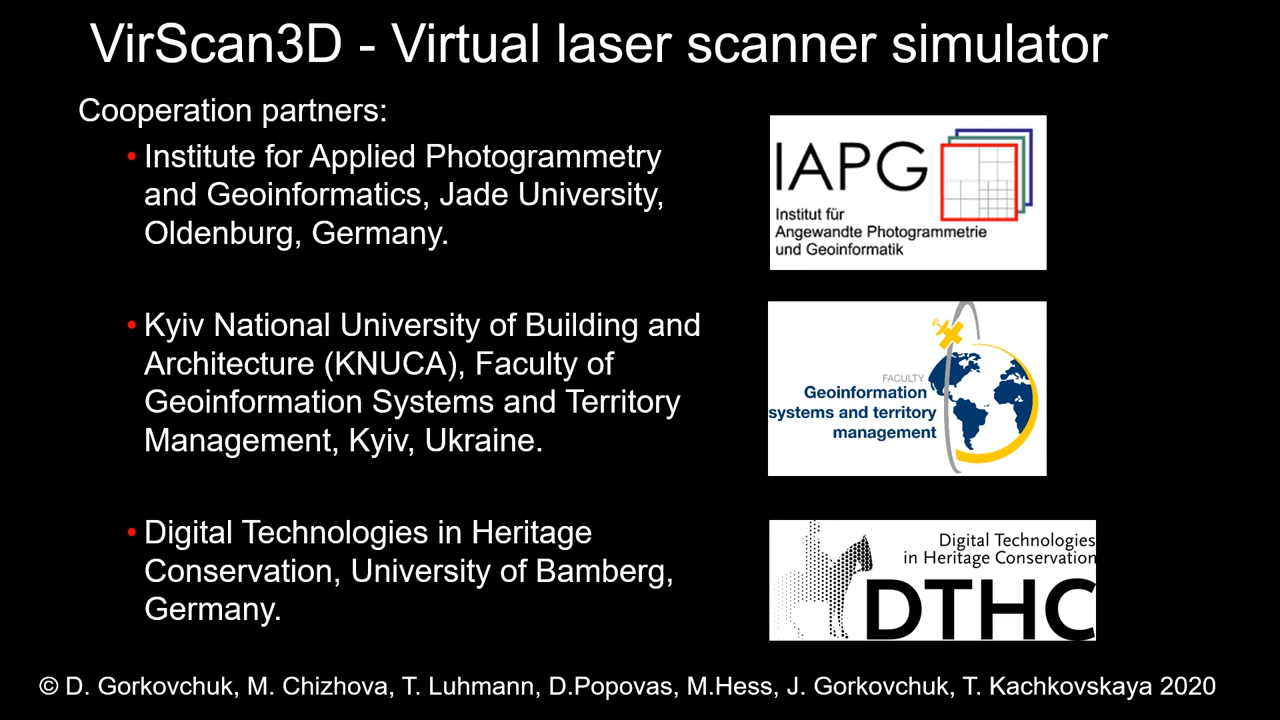 VirScan3D - Virtual laser scanner simulator
Cooperation partners:
• Institute for Applied Photogrammetry
and Geoinformatics, Jade University,
Oldenburg, Germany.
IAPG
Institut für
Angewandte Photogrammetrie
und Geoinformatik
• Kyiv National University of Building and
Architecture (KNUCA), Faculty of
Geoinformation Systems and Territory
Management, Kyiv, Ukraine.
FACULTY
Geoinformation
systems and territory
management
• Digital Technologies in Heritage
Conservation, University of Bamberg,
Germany.
Digital Technologies
in Heritage Conservation
DTHC
© D. Gorkovchuk, M. Chizhova, T. Luhmann, D.Popovas, M.Hess, J. Gorkovchuk, T. Kachkovskaya 2020